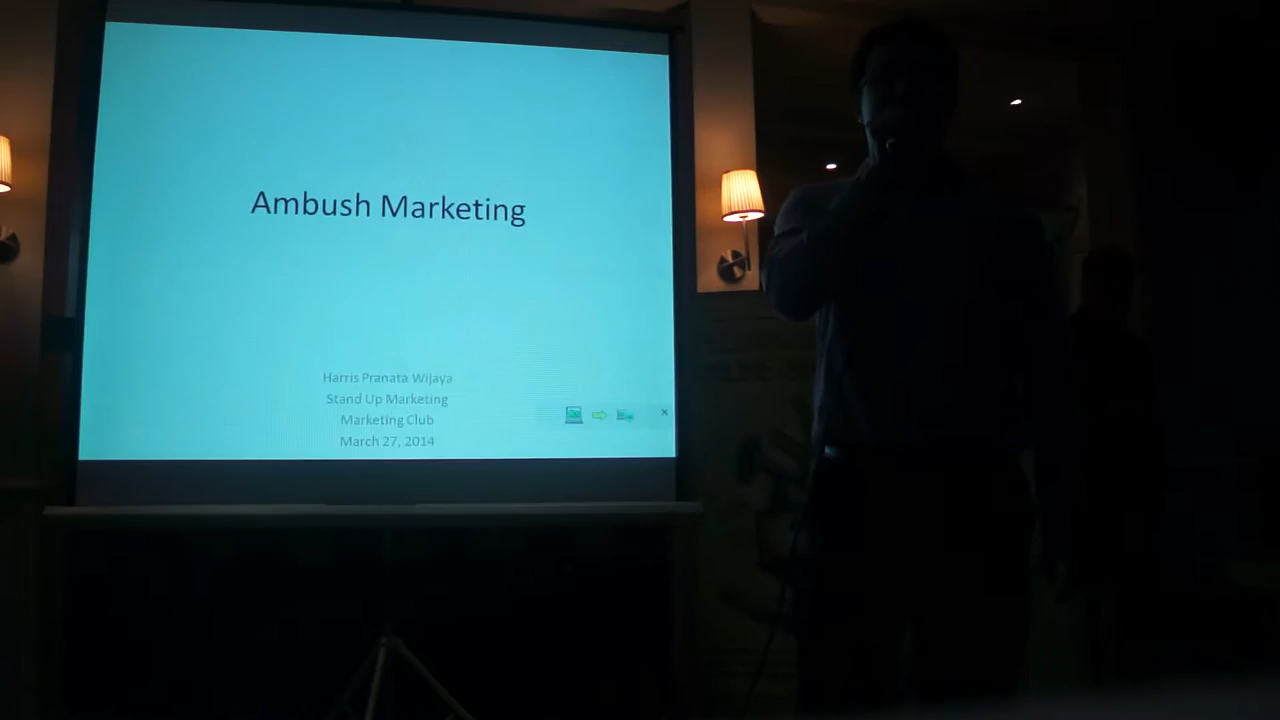 Ambush Marketing
Harris Pranata Wijaya
Stand Up Marketing
Marketing Club
March 27, 2014